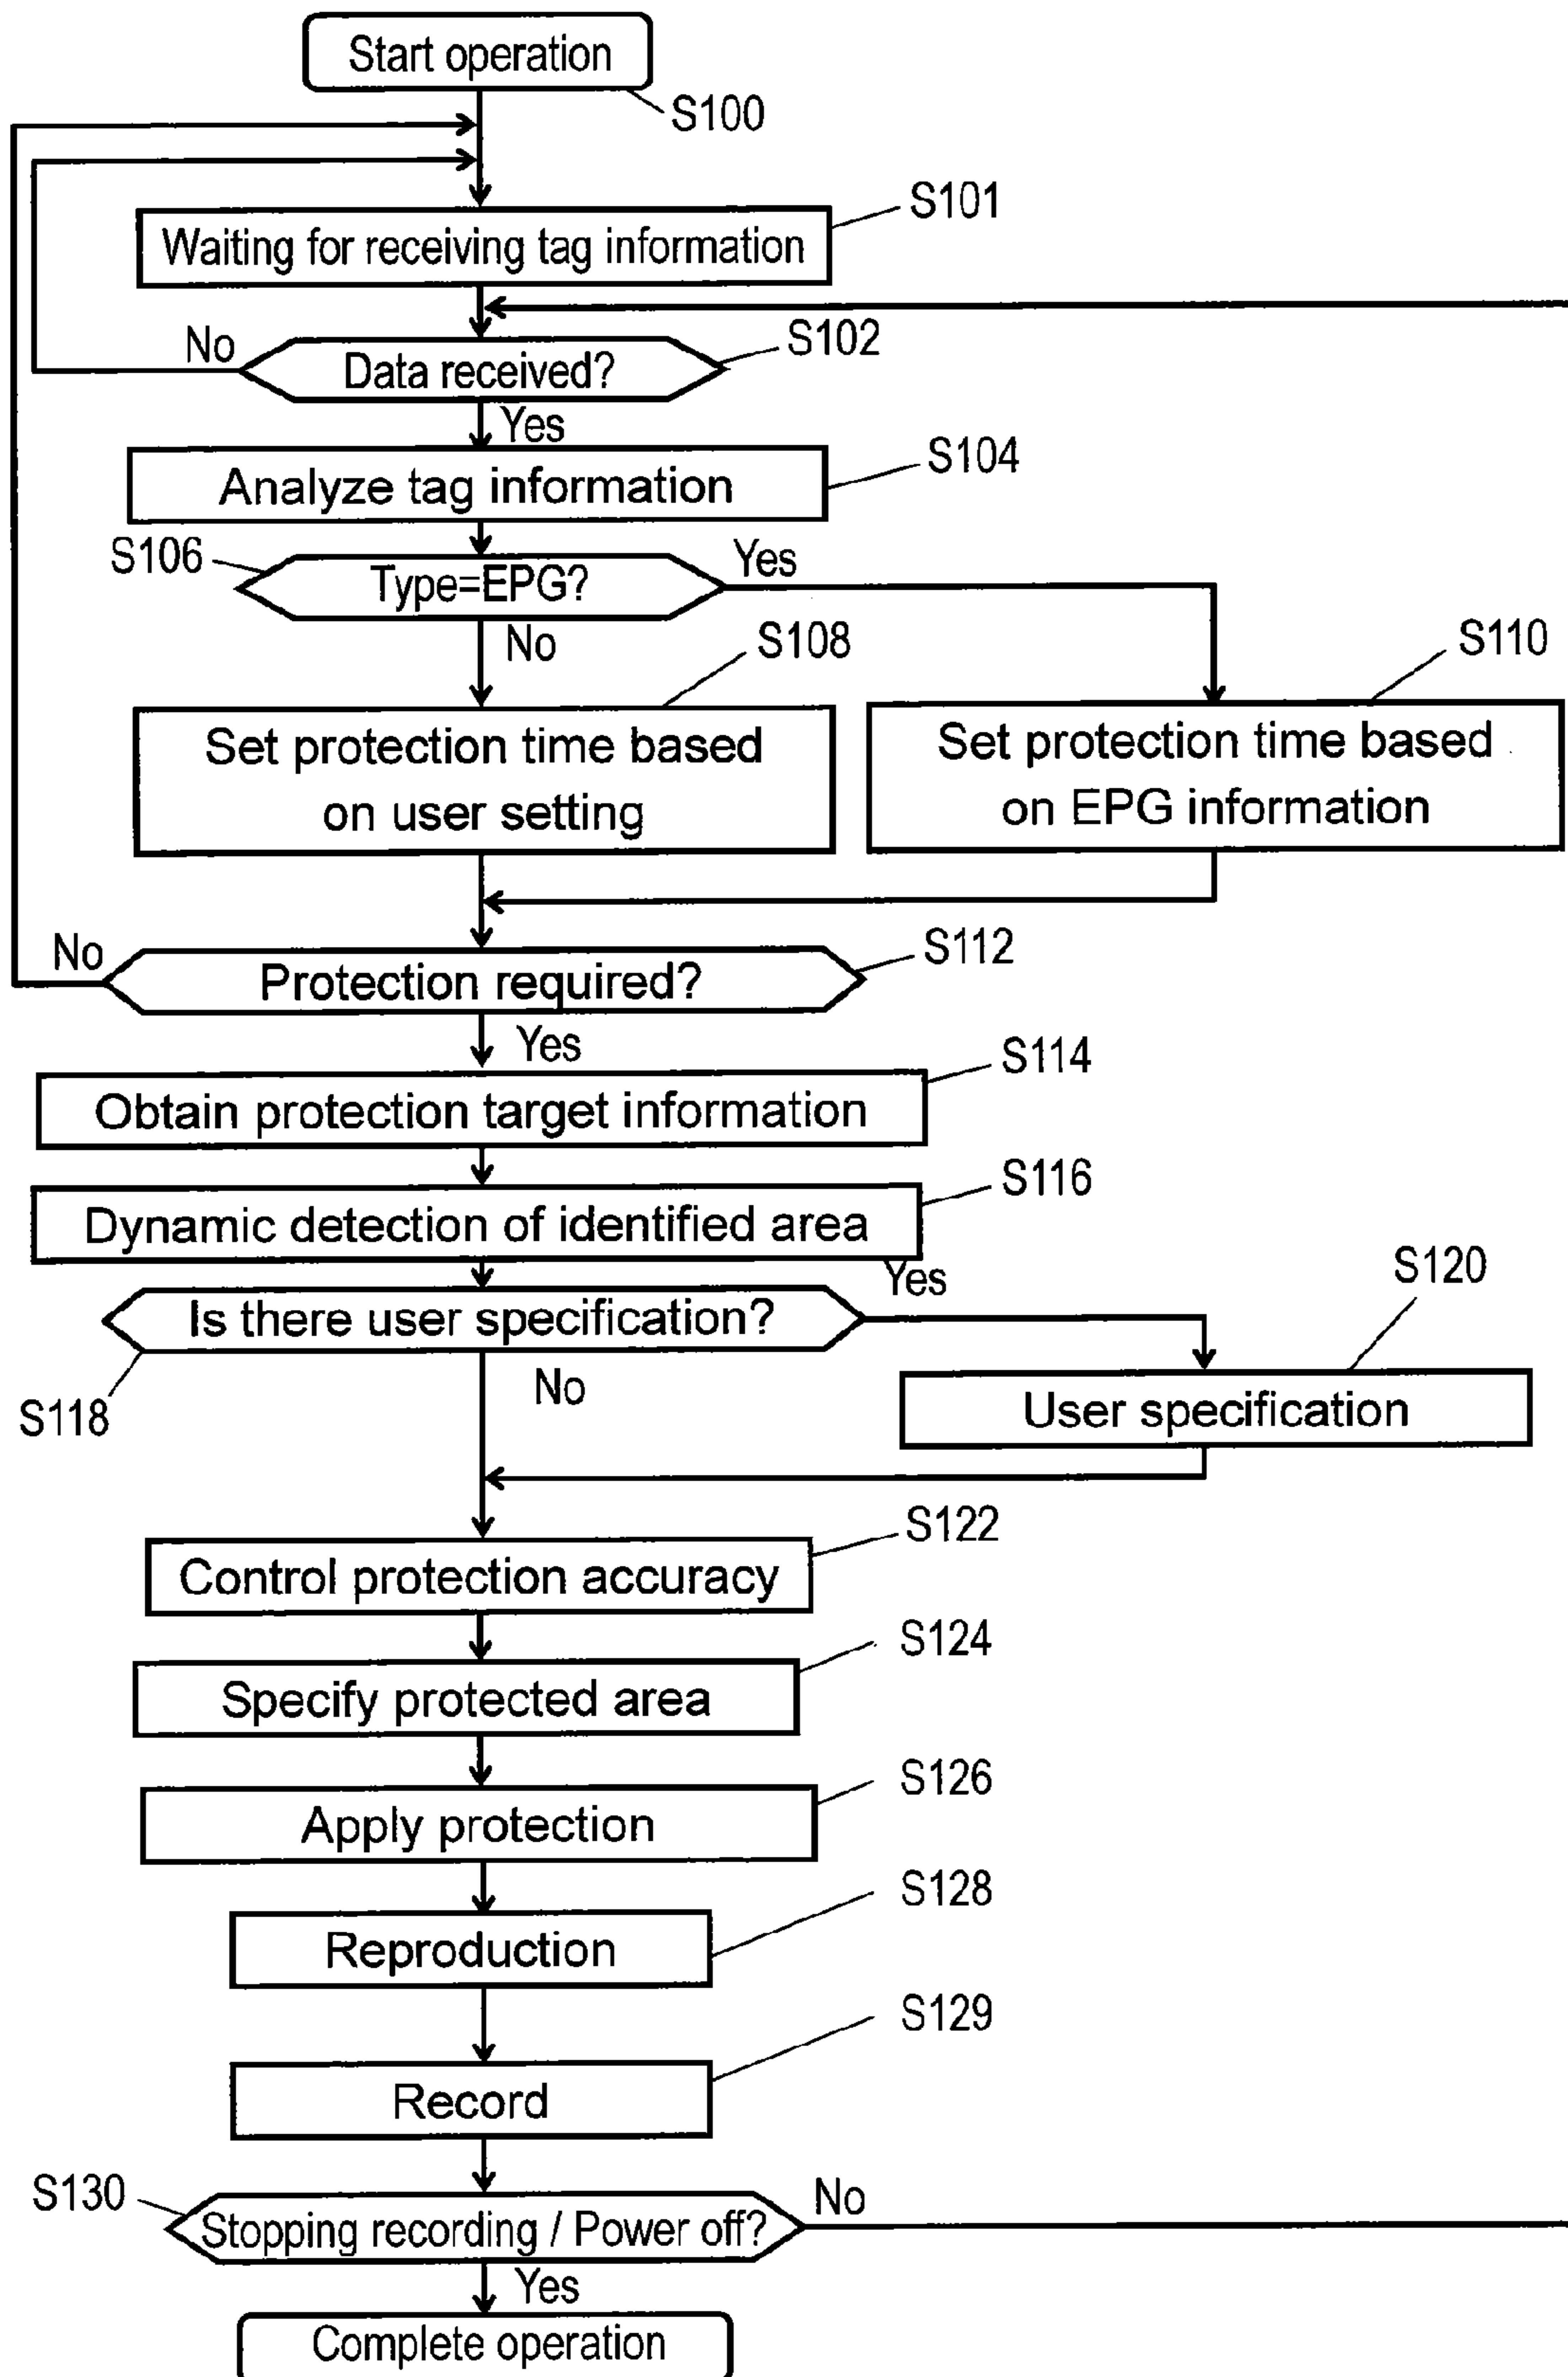 Start operation
S100
S101
Waiting for receiving tag information
S102
No
Data received?
Yes
S104
Analyze tag information
S106
Yes
Type=EPG?
No
S108
S110
Set protection time based
on user setting
Set protection time based
on EPG information
No
S112
Protection required?
Yes
S114
Obtain protection target information
S116
Dynamic detection of identified area
Yes
S120
Is there user specification?
No
S118
User specification
S122
Control protection accuracy
S124
Specify protected area
S126
Apply protection
S128
Reproduction
S129
Record
S130
No
Stopping recording / Power off?
Yes
Complete operation